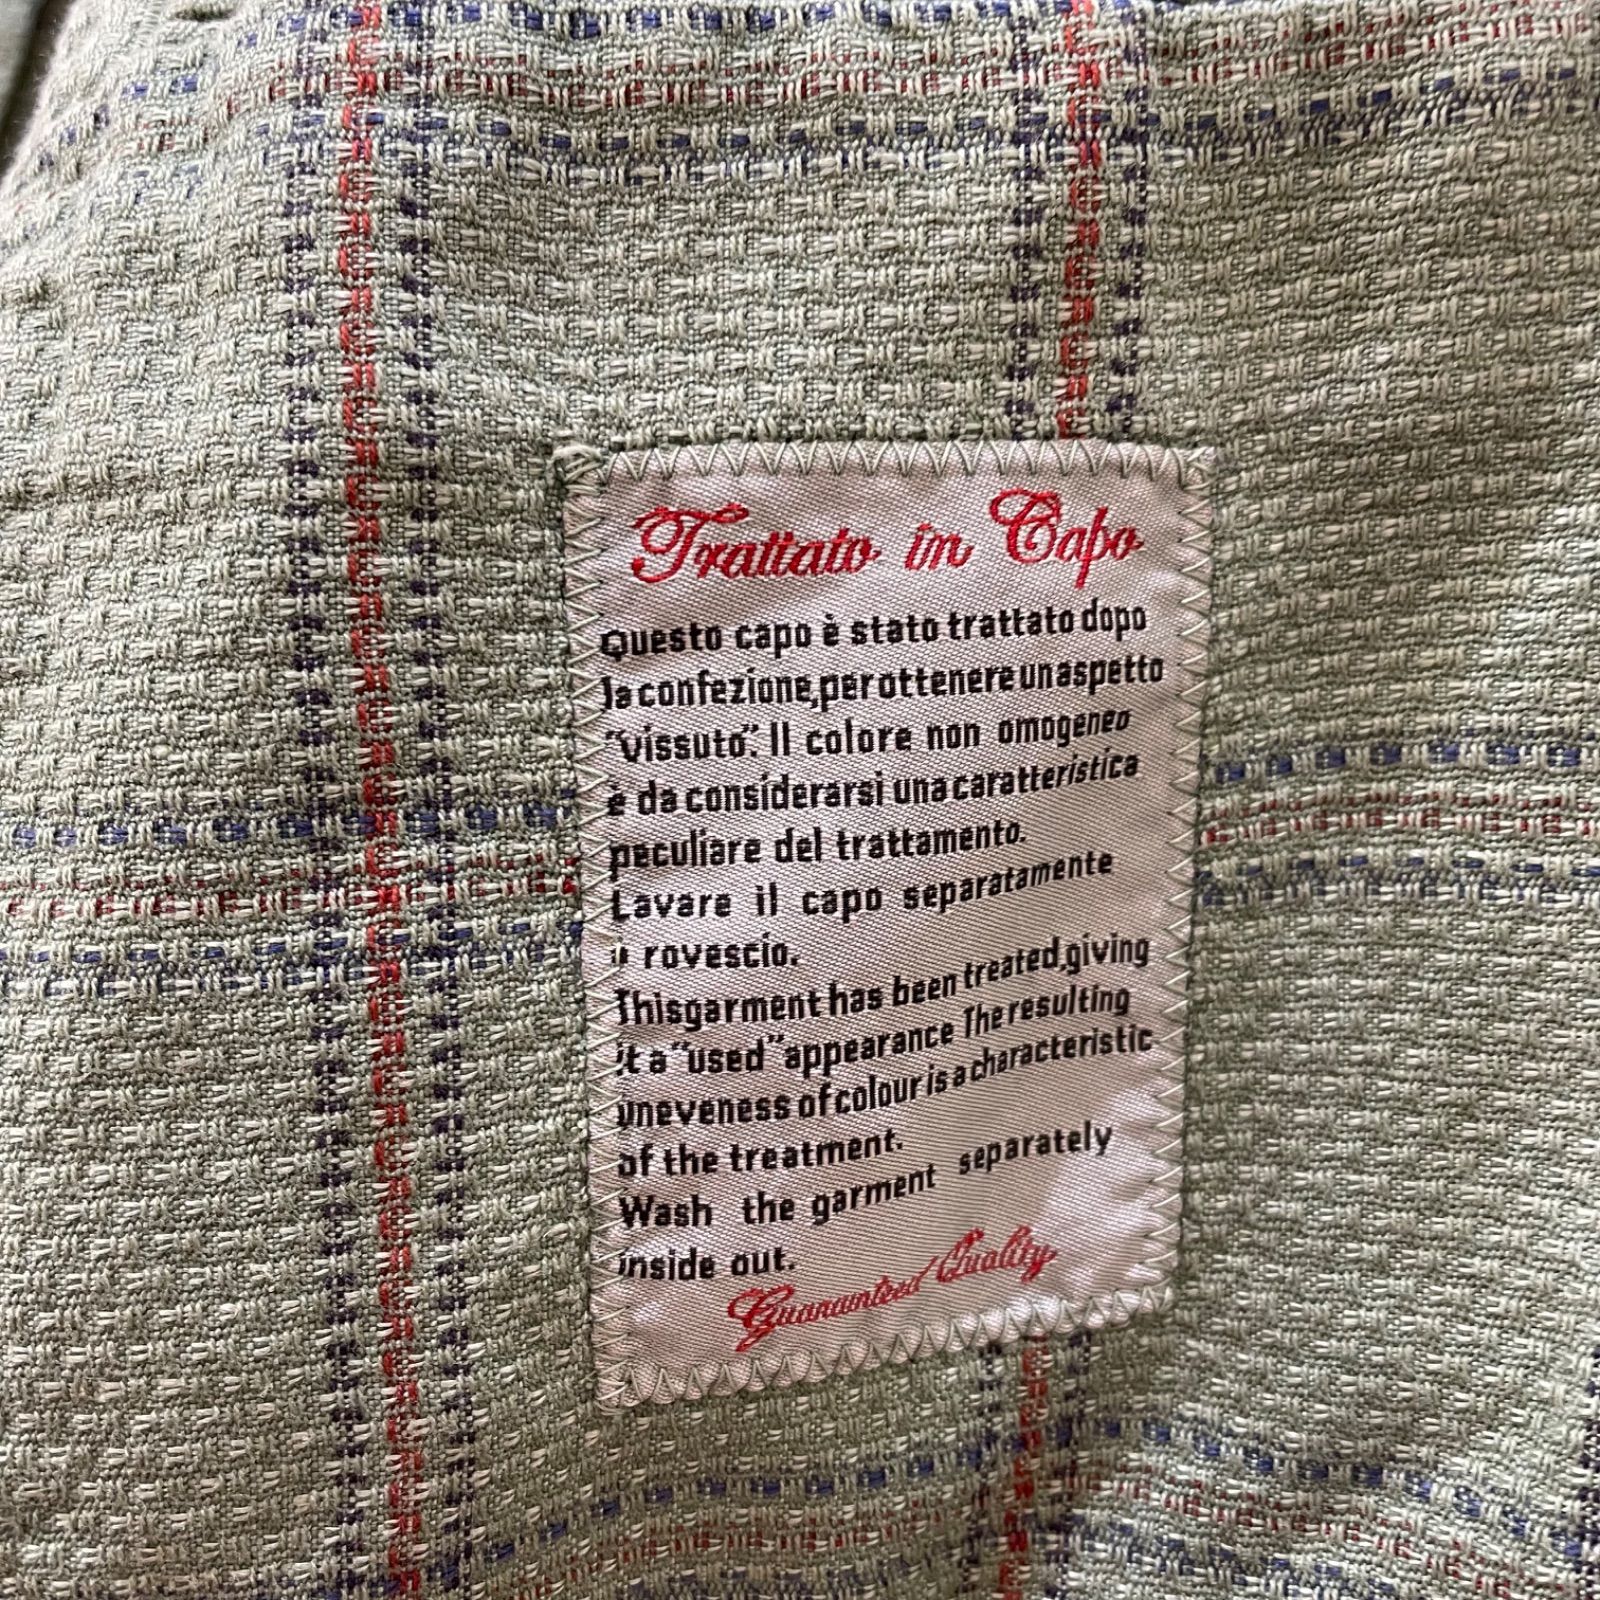 Trattato in Capo
Questo capo è stato trattato dopo
la confezione,per ottenere un aspetto
"vissuto". Il colore non omogeneo
è da considerarsi una caratteristica
peculiare del trattamento.
Lavare il capo separatamente
a rovescio.
This garment has been treated,giving
it a "used" appearance The resulting
uneveness of colour is a characteristic
of the treatment.
Wash the garment separately
inside out.
Guaranteed Quality